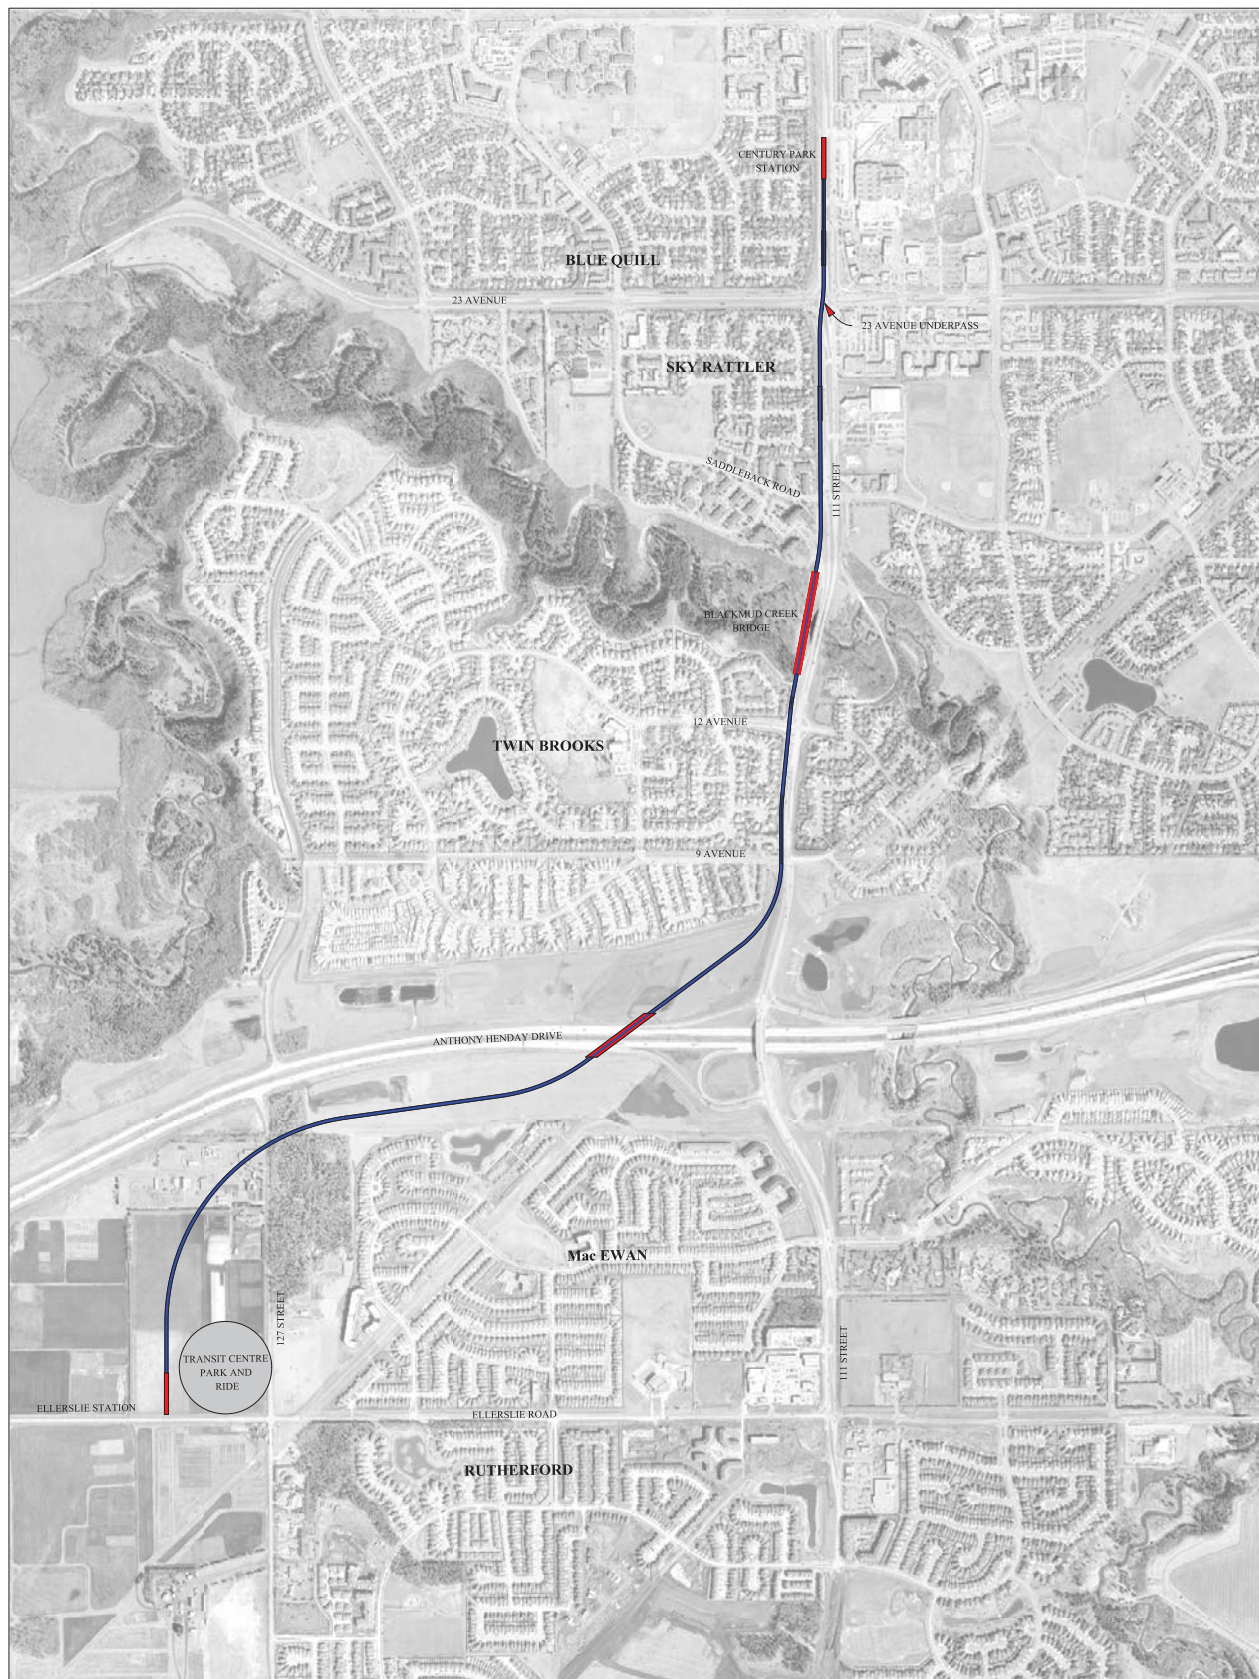 CENTURY PARK
STATION
BLUE QUILL
23 AVENUE
23 AVENUE UNDERPASS
SKY RATTLER
SADDLEBACK ROAD
111 STREET
BLACKMUD CREEK
BRIDGE
12 AVENUE
TWIN BROOKS
9 AVENUE
ANTHONY HENDAY DRIVE
Mac EWAN
127 STREET
111 STREET
TRANSIT CENTRE
PARK AND
RIDE
ELLERSLIE STATION
ELLERSLIE ROAD
RUTHERFORD